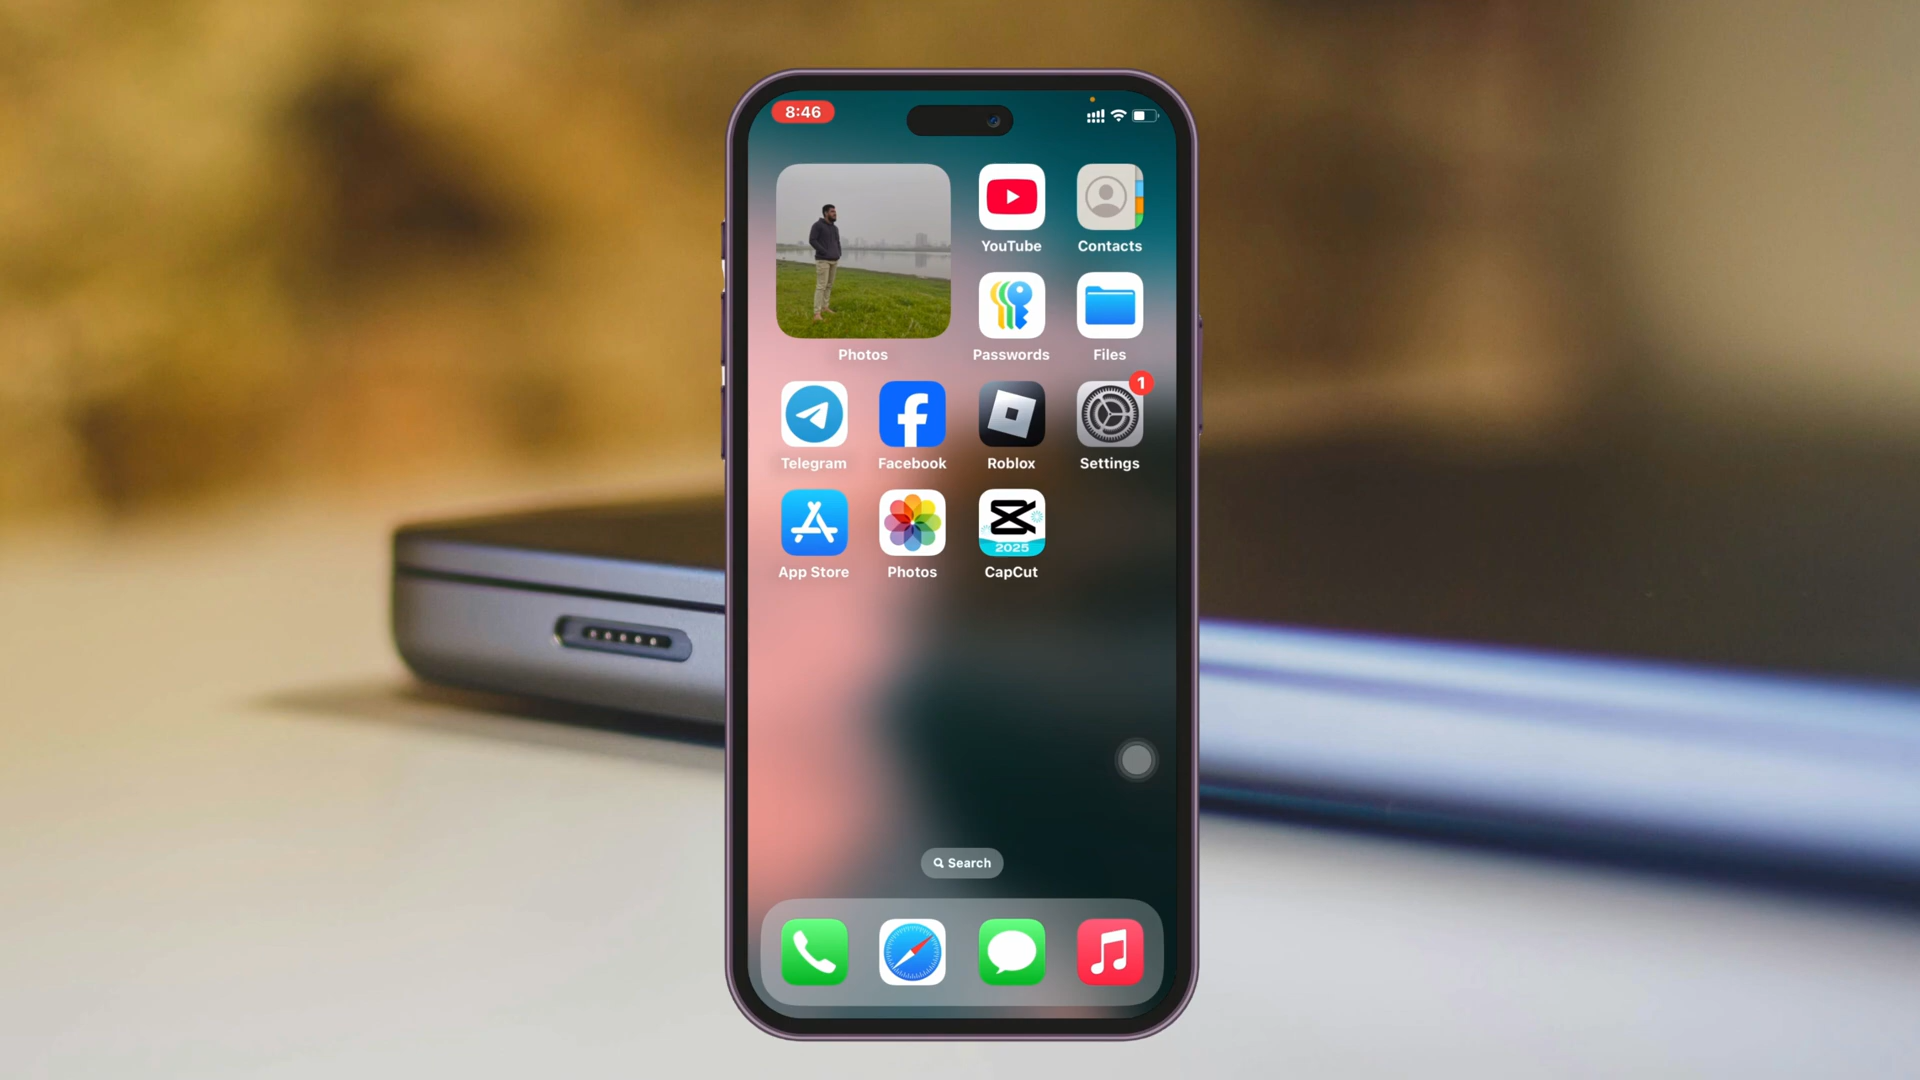 8:46
YouTube
Contacts
Passwords
Files
Photos
1
Telegram
Facebook
Roblox
Settings
2025
App Store
Photos
CapCut
Search